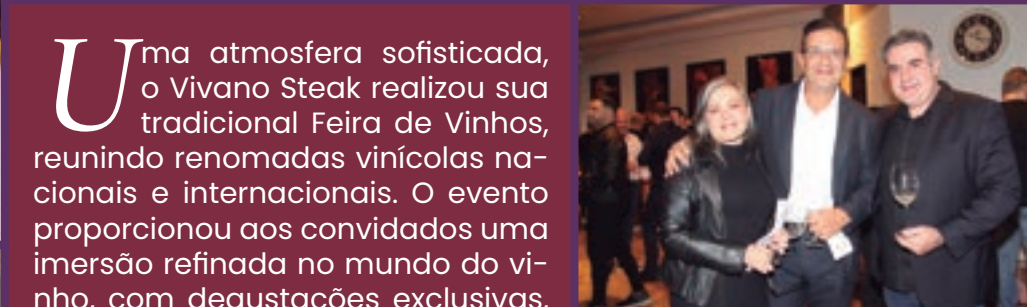 Uma atmosfera sofisticada,
o Vivano Steak realizou sua
tradicional Feira de Vinhos,
reunindo renomadas vinícolas na-
cionais e internacionais. O evento
proporcionou aos convidados uma
imersão refinada no mundo do vi-
nho, com degustações exclusivas,